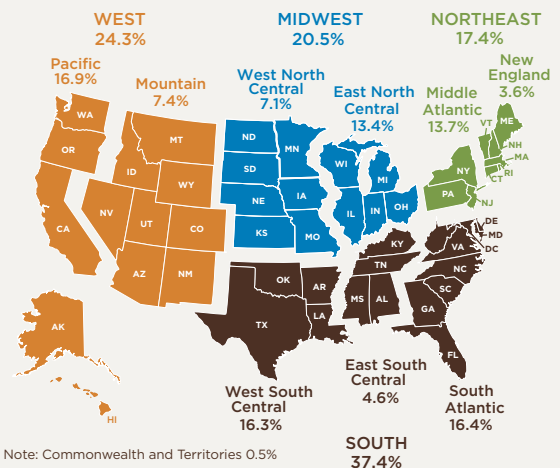 WEST
24.3%
MIDWEST
20.5%
NORTHEAST
17.4%
Pacific
16.9%
Mountain
7.4%
West North
Central
7.1%
East North
Central
13.4%
Middle
Atlantic
13.7%
New
England
3.6%
WA
OR
CA
AK
HI
MT
ID
WY
NV
UT
CO
AZ
NM
ND
SD
NE
KS
MN
IA
MO
WI
MI
IL
IN
OH
NY
PA
NJ
VT
ME
NH
MA
RI
CT
DE
MD
DC
VA
NC
SC
GA
FL
KY
TN
MS
AL
OK
AR
TX
LA
West South
Central
16.3%
East South
Central
4.6%
South
Atlantic
16.4%
SOUTH
37.4%
Note: Commonwealth and Territories 0.5%